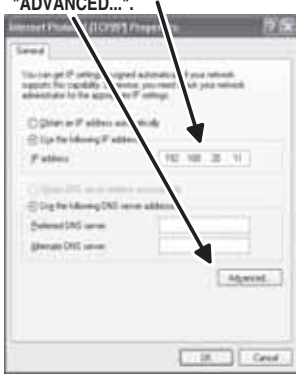 "ADVANCED...".
Internet Protocol (TCP/IP) Properties
General
You can get IP settings assigned automatically if your network
supports this capability. Otherwise, you need to ask your network
administrator for the appropriate IP settings.
Obtain an IP address automatically
Use the following IP address
IP address: 192 168 20 11
Obtain DNS server address automatically
Use the following DNS server addresses
Preferred DNS server:
Alternate DNS server:
Advanced...
OK Cancel